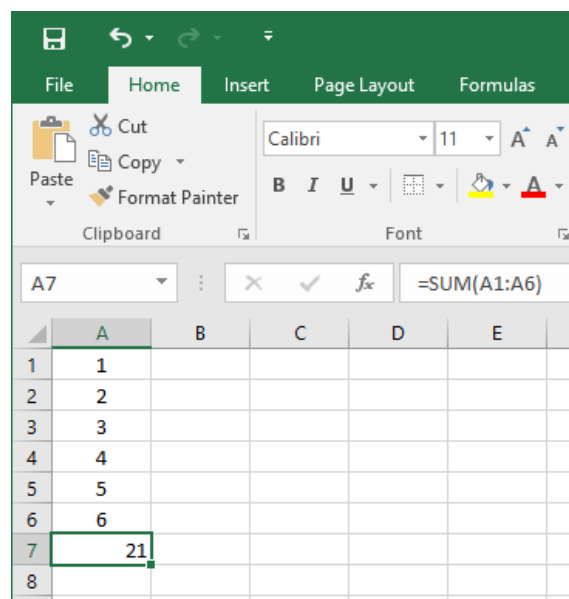 File Home Insert Page Layout Formulas
Cut
Calibri 11 A A
Copy
Paste
B I U A
Format Painter
Clipboard Font
A7 fx =SUM(A1:A6)
A B C D E
1 1
2 2
3 3
4 4
5 5
6 6
7 21
8